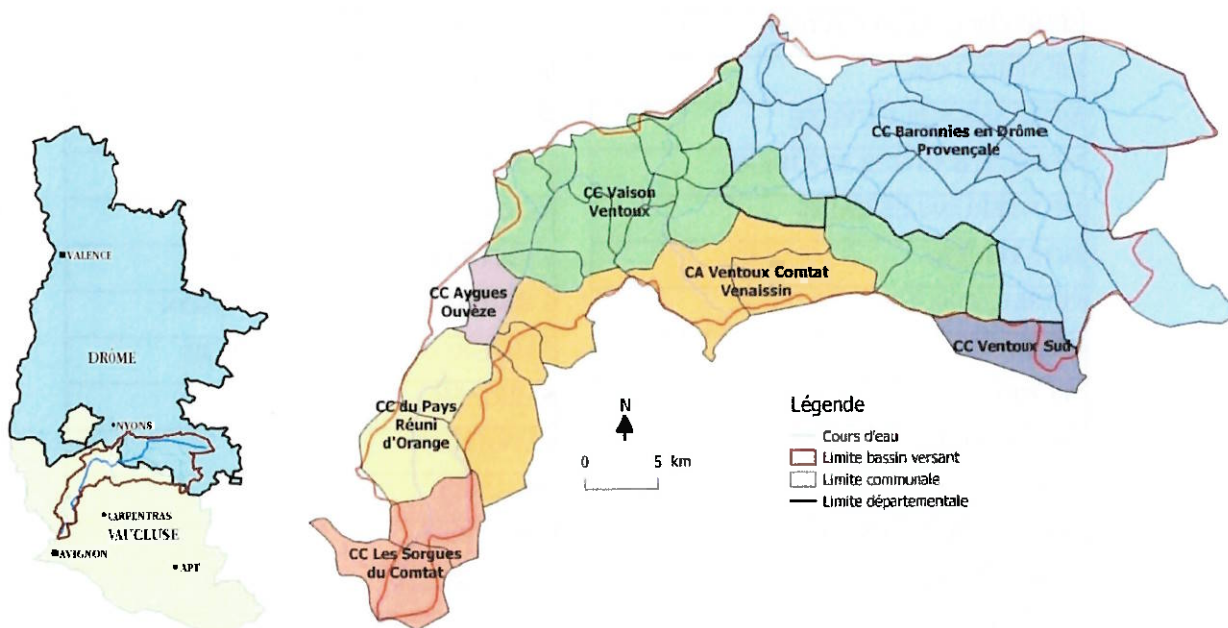 VALENCE
DRÔME
NYONS
CARPENTRAS
VAUCLUSE
AVIGNON
APT
CC Baronnies en Drôme
Provençale
CC Vaison
Ventoux
CA Ventoux Comtat
Venaissin
CC Aygues
Ouvèze
CC Ventoux Sud
CC du Pays
Réuni
d'Orange
CC Les Sorgues
du Comtat
N
0 5 km
Légende
Cours d'eau
Limite bassin versant
Limite communale
Limite départementale